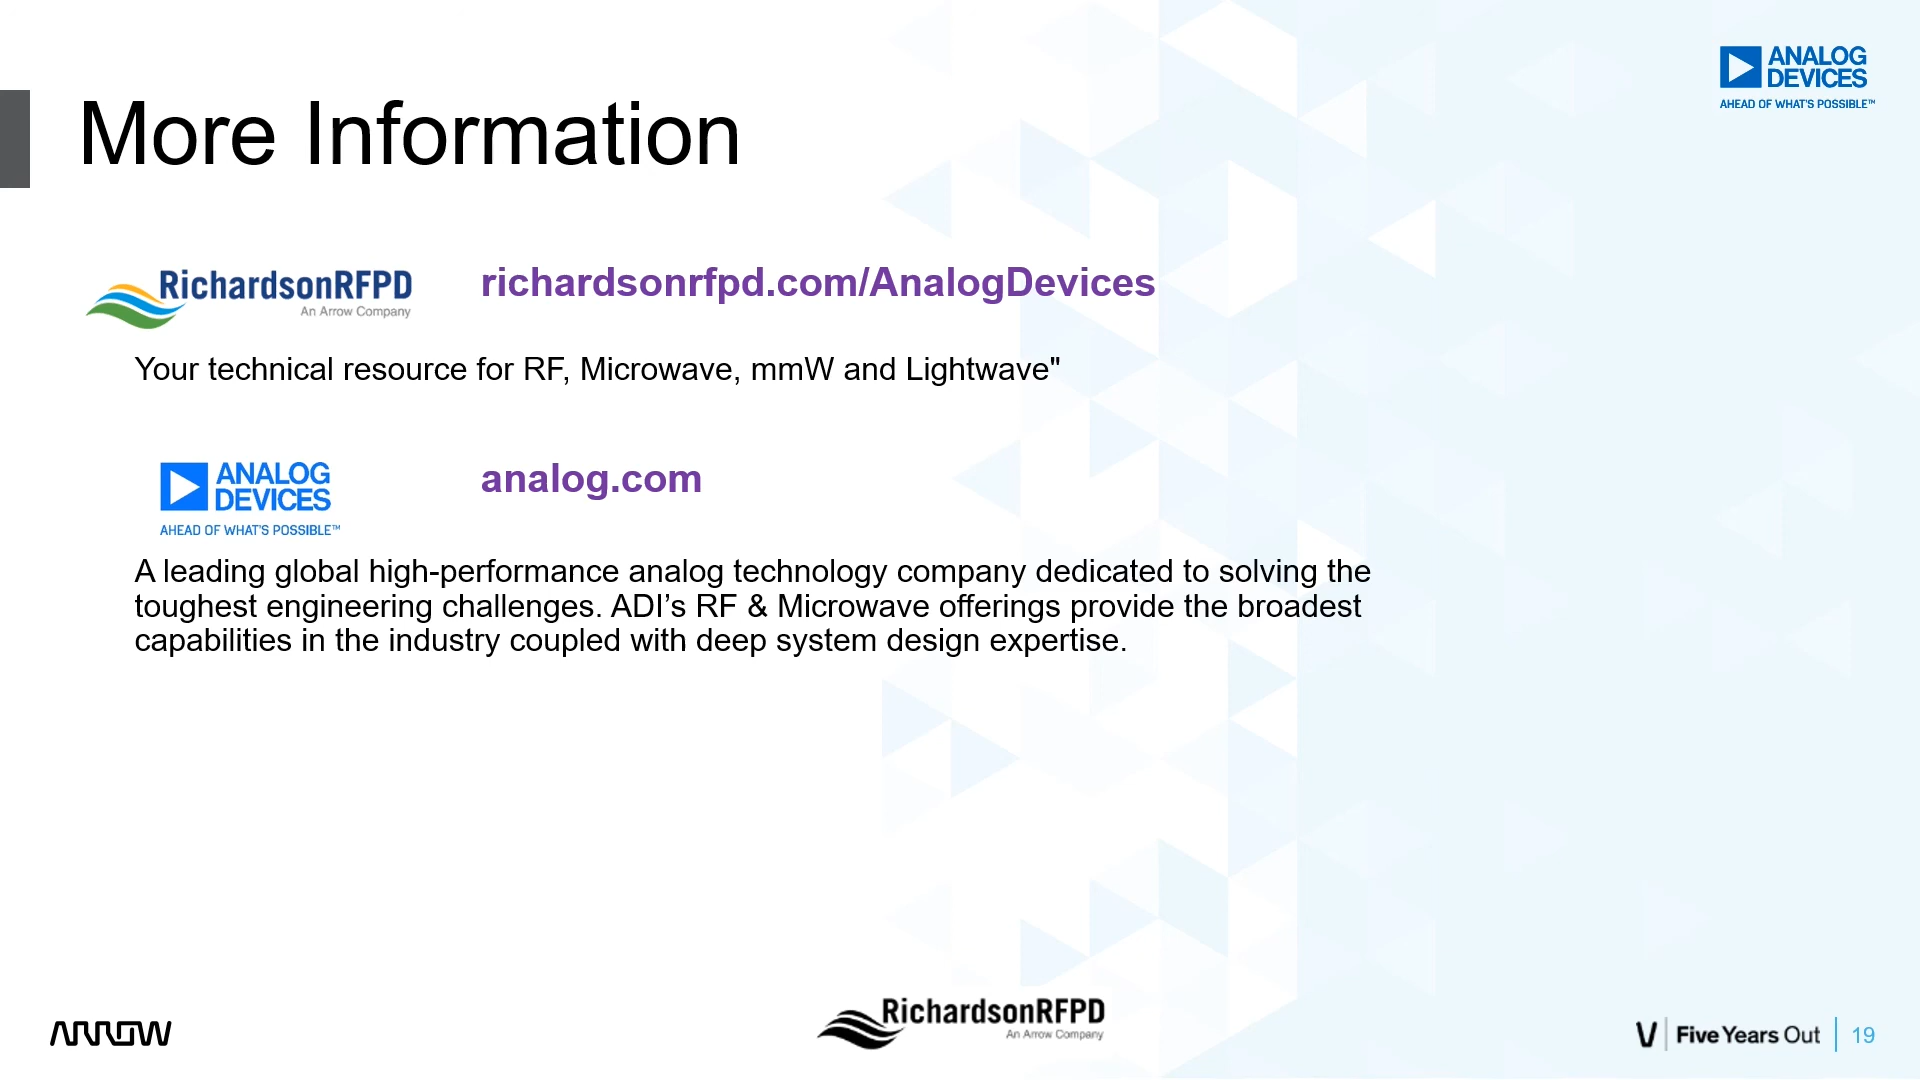 ANALOG
DEVICES
AHEAD OF WHAT'S POSSIBLE™
More Information
RichardsonRFPD
An Arrow Company
richardsonrfpd.com/AnalogDevices
Your technical resource for RF, Microwave, mmW and Lightwave"
ANALOG
DEVICES
AHEAD OF WHAT'S POSSIBLE™
analog.com
A leading global high-performance analog technology company dedicated to solving the
toughest engineering challenges. ADI’s RF & Microwave offerings provide the broadest
capabilities in the industry coupled with deep system design expertise.
ARROW
RichardsonRFPD
An Arrow Company
Five Years Out
19